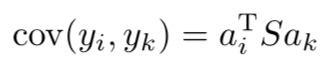 cov(y_i, y_k) = a_i^T S a_k